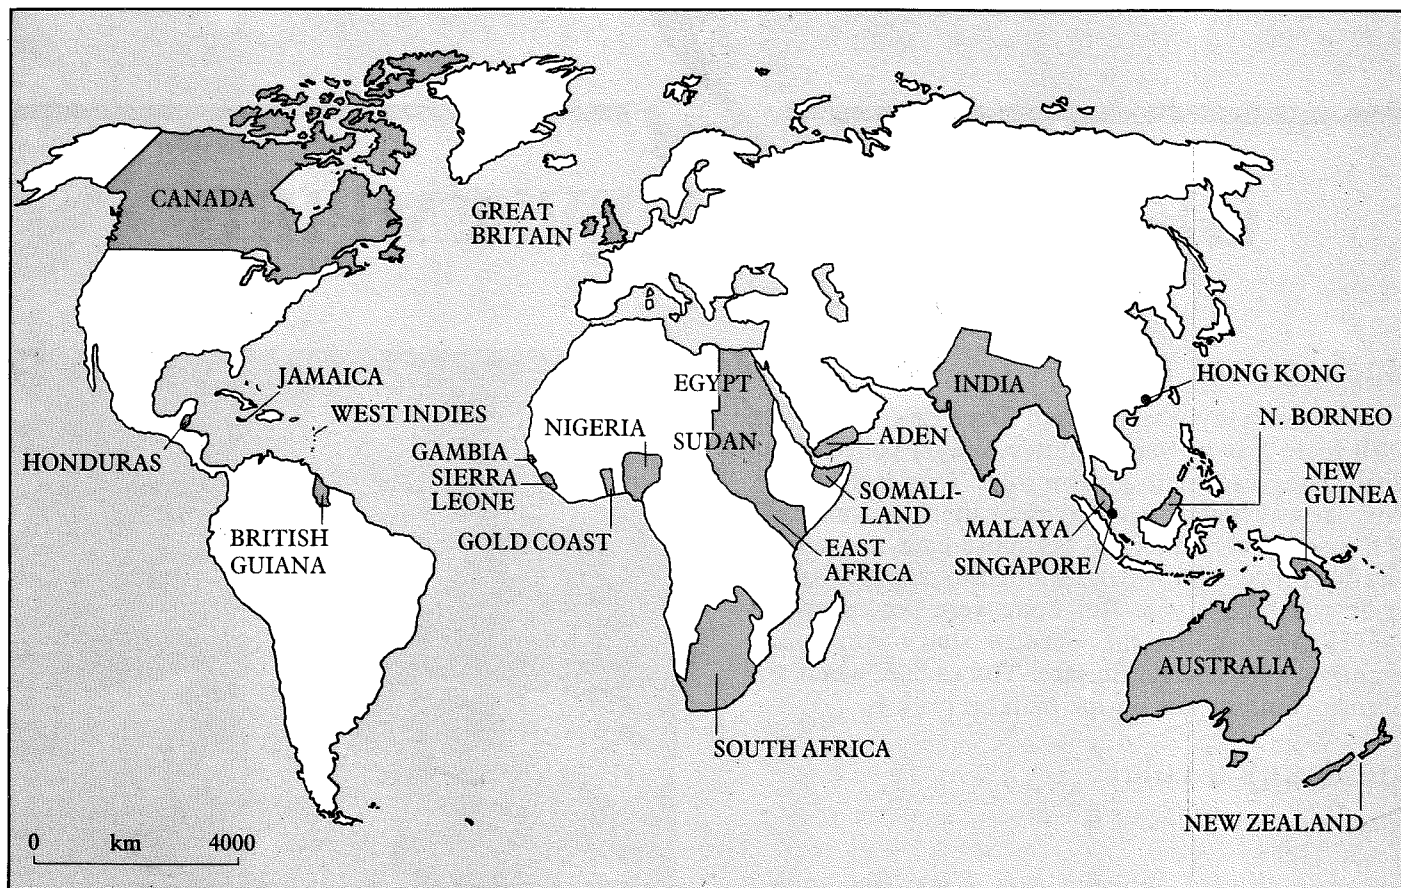 CANADA
GREAT
BRITAIN
JAMAICA
WEST INDIES
HONDURAS
BRITISH
GUIANA
GAMBIA
SIERRA
LEONE
GOLD COAST
NIGERIA
EGYPT
SUDAN
ADEN
SOMALI-
LAND
EAST
AFRICA
SOUTH AFRICA
INDIA
HONG KONG
N. BORNEO
NEW
GUINEA
MALAYA
SINGAPORE
AUSTRALIA
NEW ZEALAND
0 km 4000